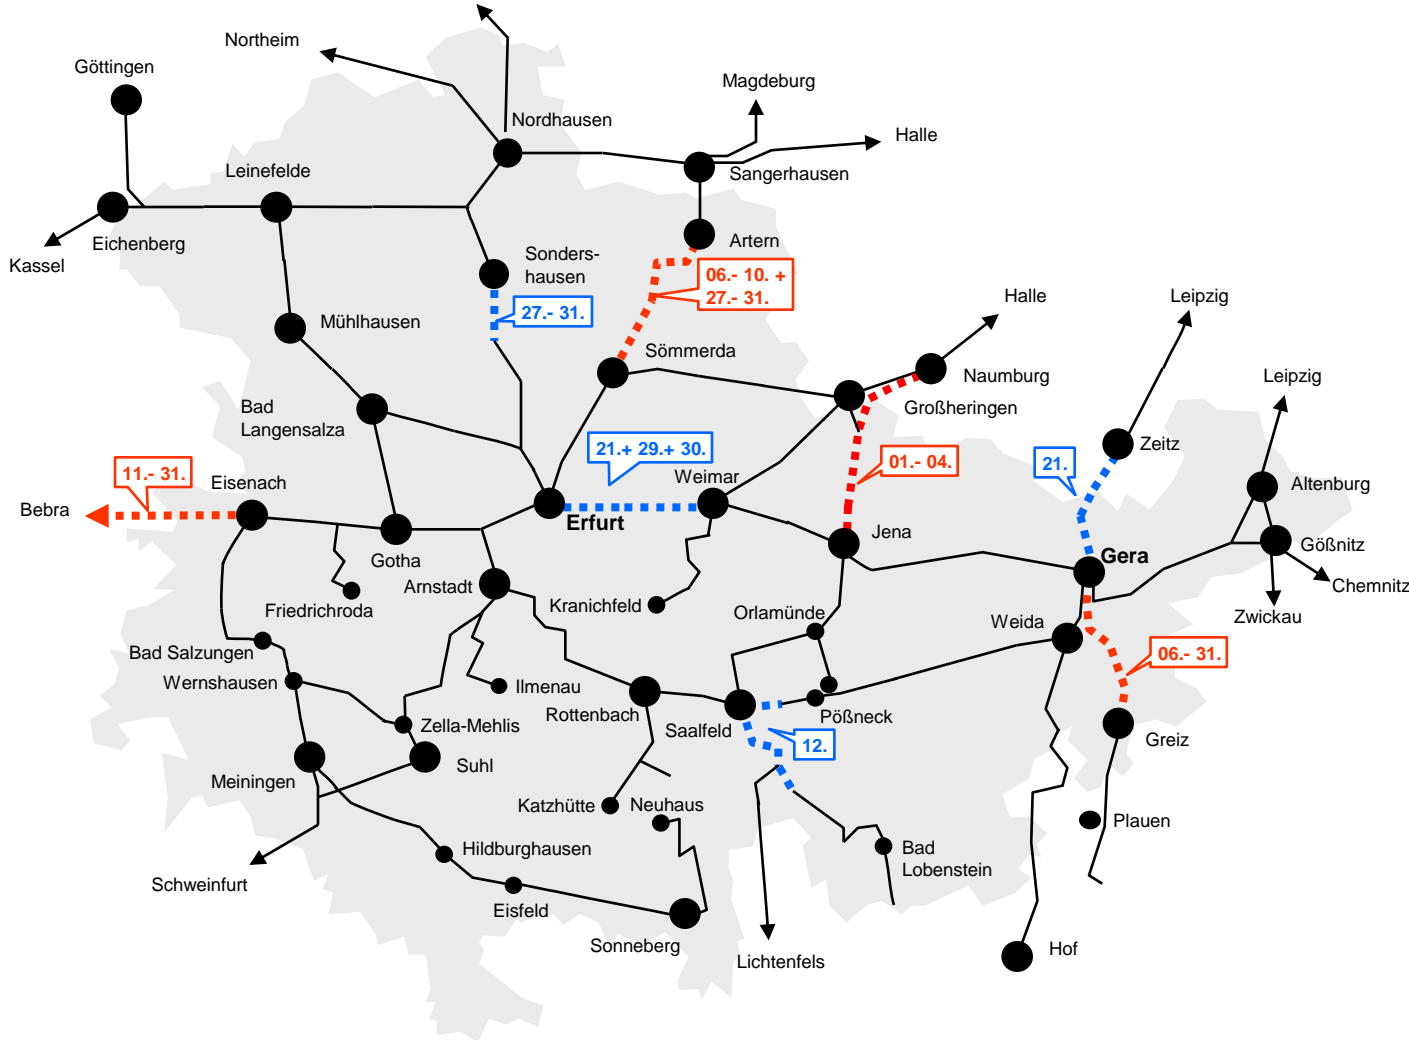 Northeim
Göttingen
Magdeburg
Nordhausen
Halle
Leinefelde
Sangerhausen
Eichenberg
Artern
Kassel
Sonders-
hausen
06.- 10. +
27.- 31.
27.- 31.
Halle
Leipzig
Mühlhausen
Sömmerda
Naumburg
Leipzig
Bad
Langensalza
Großheringen
Zeitz
21.+ 29.+ 30.
11.- 31.
Eisenach
Weimar
01.- 04.
21.
Altenburg
Bebra
Erfurt
Jena
Gößnitz
Gotha
Gera
Arnstadt
Chemnitz
Friedrichroda
Kranichfeld
Orlamünde
Weida
Zwickau
Bad Salzungen
06.- 31.
Wernshausen
Ilmenau
Rottenbach
Zella-Mehlis
Saalfeld
Pößneck
12.
Greiz
Meiningen
Suhl
Katzhütte
Neuhaus
Plauen
Hildburghausen
Bad
Lobenstein
Schweinfurt
Eisfeld
Sonneberg
Lichtenfels
Hof